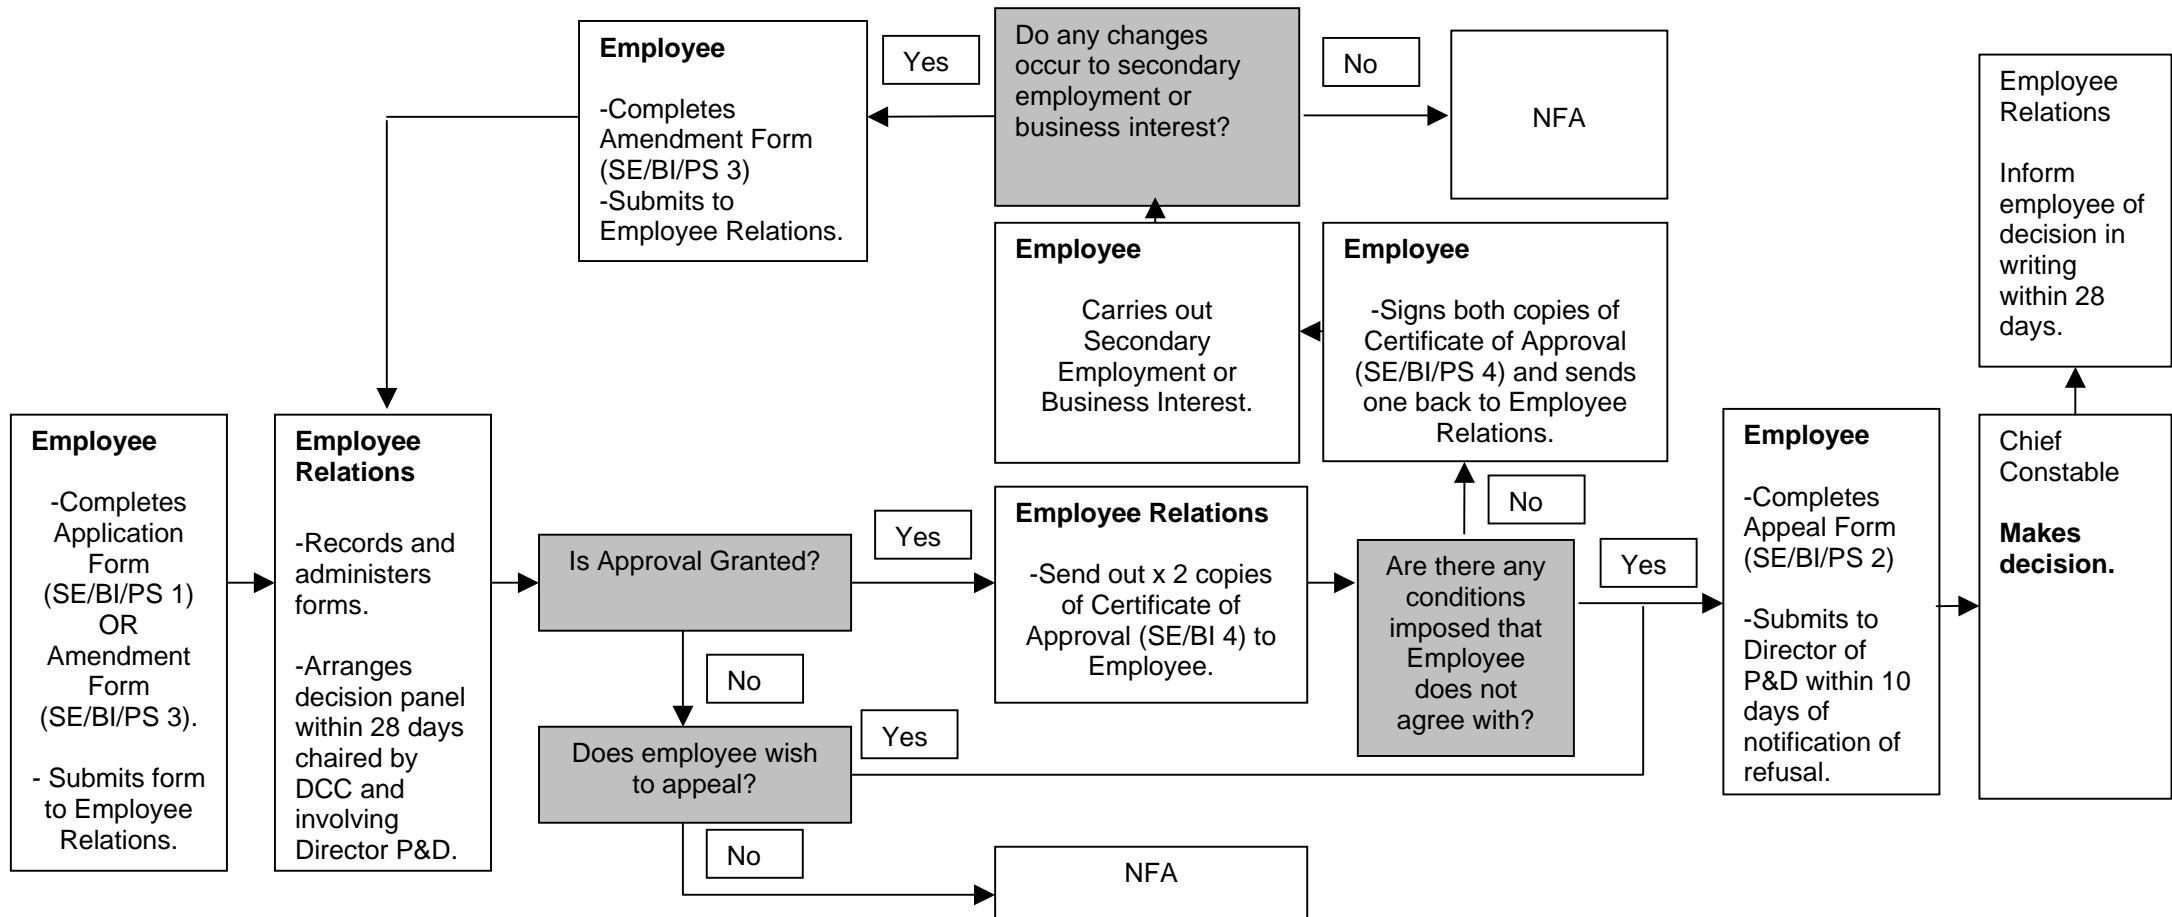 Employee
-Completes
Application
Form
(SE/BI/PS 1)
OR
Amendment
Form
(SE/BI/PS 3).
- Submits form
to Employee
Relations.
Employee
Relations
-Records and
administers
forms.
-Arranges
decision panel
within 28 days
chaired by
DCC and
involving
Director P&D.
Employee
-Completes
Amendment Form
(SE/BI/PS 3)
-Submits to
Employee Relations.
Yes
Do any changes
occur to secondary
employment or
business interest?
No
NFA
Employee
Carries out
Secondary
Employment or
Business Interest.
Employee
-Signs both copies of
Certificate of Approval
(SE/BI/PS 4) and sends
one back to Employee
Relations.
Is Approval Granted?
Yes
No
Employee Relations
-Send out x 2 copies
of Certificate of
Approval (SE/BI 4) to
Employee.
No
Are there any
conditions
imposed that
Employee
does not
agree with?
Yes
Does employee wish
to appeal?
Yes
No
NFA
Employee
-Completes
Appeal Form
(SE/BI/PS 2)
-Submits to
Director of
P&D within 10
days of
notification of
refusal.
Chief
Constable
Makes
decision.
Employee
Relations
Inform
employee of
decision in
writing
within 28
days.